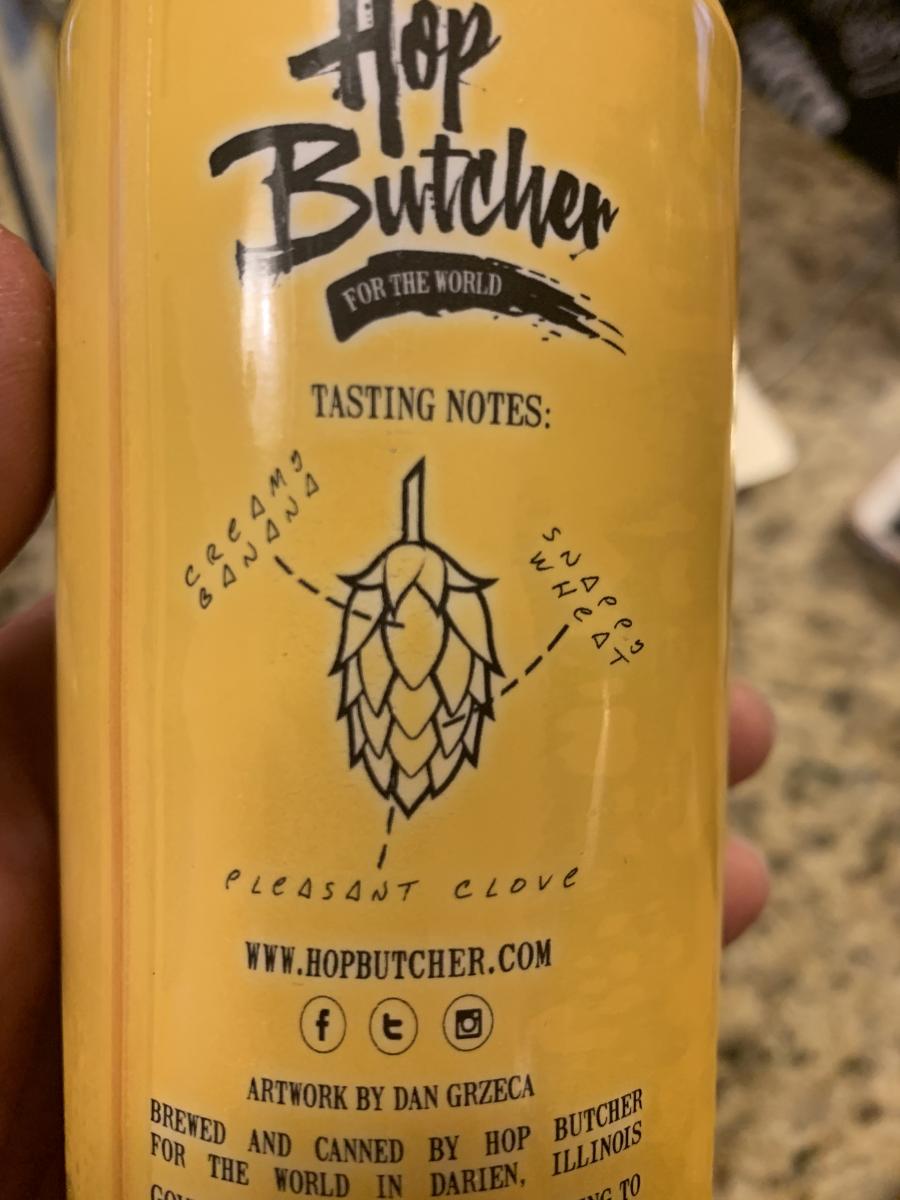 Hop
Butcher
FOR THE WORLD
TASTING NOTES:
CREAMY
BANANA
SNAPPY
WHEAT
PLEASANT CLOVE
WWW.HOPBUTCHER.COM
ARTWORK BY DAN GRZECA
BREWED AND CANNED BY HOP BUTCHER
FOR THE WORLD IN DARIEN, ILLINOIS
TO